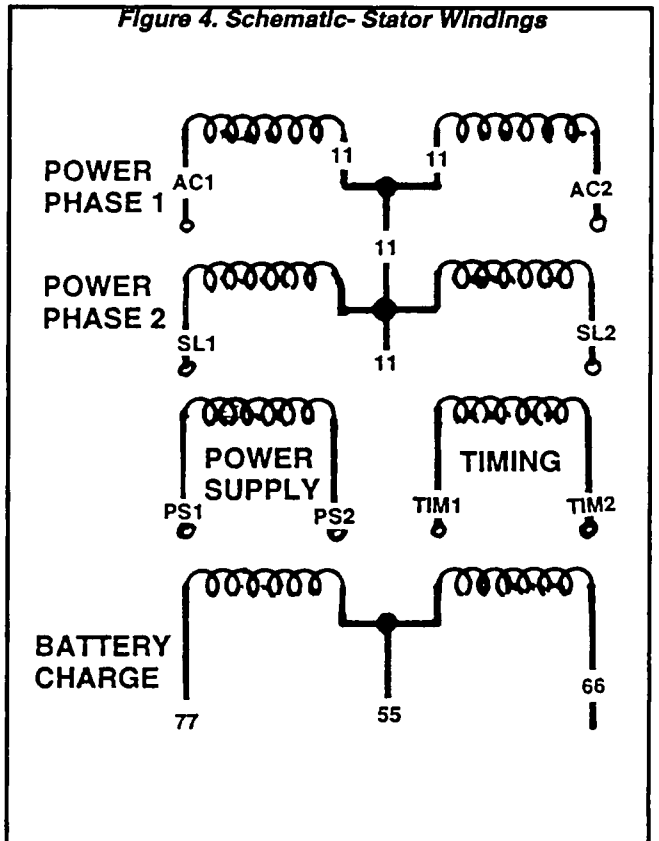 Figure 4. Schematic- Stator Windings
11
11
POWER
PHASE 1
AC1
AC2
11
POWER
PHASE 2
SL1
SL2
11
POWER
SUPPLY
TIMING
PS1
PS2
TIM1
TIM2
BATTERY
CHARGE
66
77
55